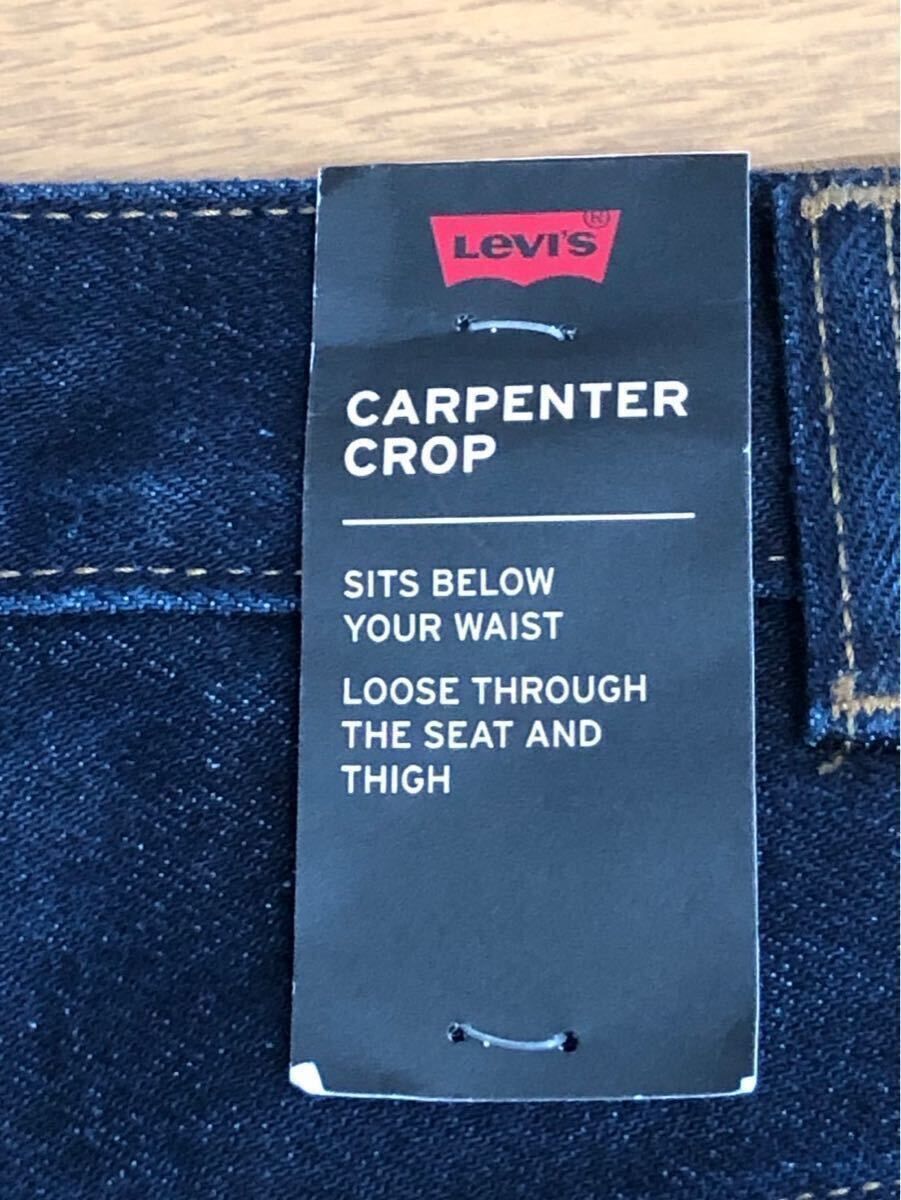 LEVI'S®
CARPENTER
CROP
SITS BELOW
YOUR WAIST
LOOSE THROUGH
THE SEAT AND
THIGH